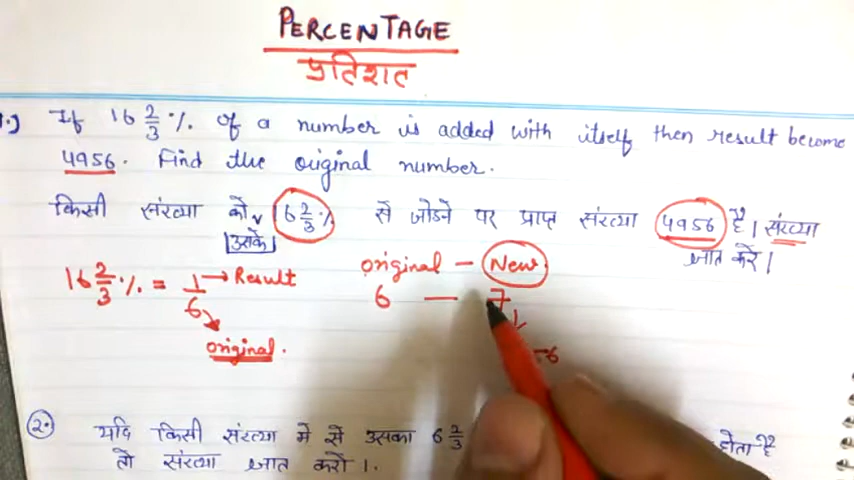 PERCENTAGE
प्रतिशत
1.) If 16 2/3 % of a number is added with itself then result become
4956. Find the original number.
किसी संख्या को उसके 16 2/3 % से जोडने पर प्राप्त संख्या 4956 है। संख्या
ज्ञात करें।
16 2/3 % = 1/6 → Result
original.
original — New
6 — 7
56
2. यदि किसी संख्या में से उसका 6 2/3 होता है
तो संख्या ज्ञात करो।